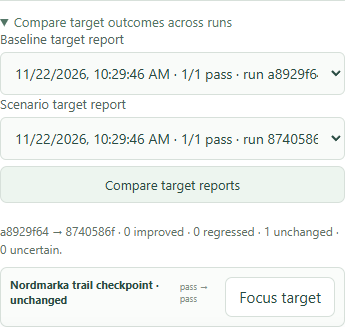 ▼ Compare target outcomes across runs
Baseline target report
11/22/2026, 10:29:46 AM · 1/1 pass · run a8929f64
Scenario target report
11/22/2026, 10:29:46 AM · 1/1 pass · run 8740586
Compare target reports
a8929f64 → 8740586f · 0 improved · 0 regressed · 1 unchanged ·
0 uncertain.
Nordmarka trail checkpoint ·
unchanged
pass →
pass
Focus target